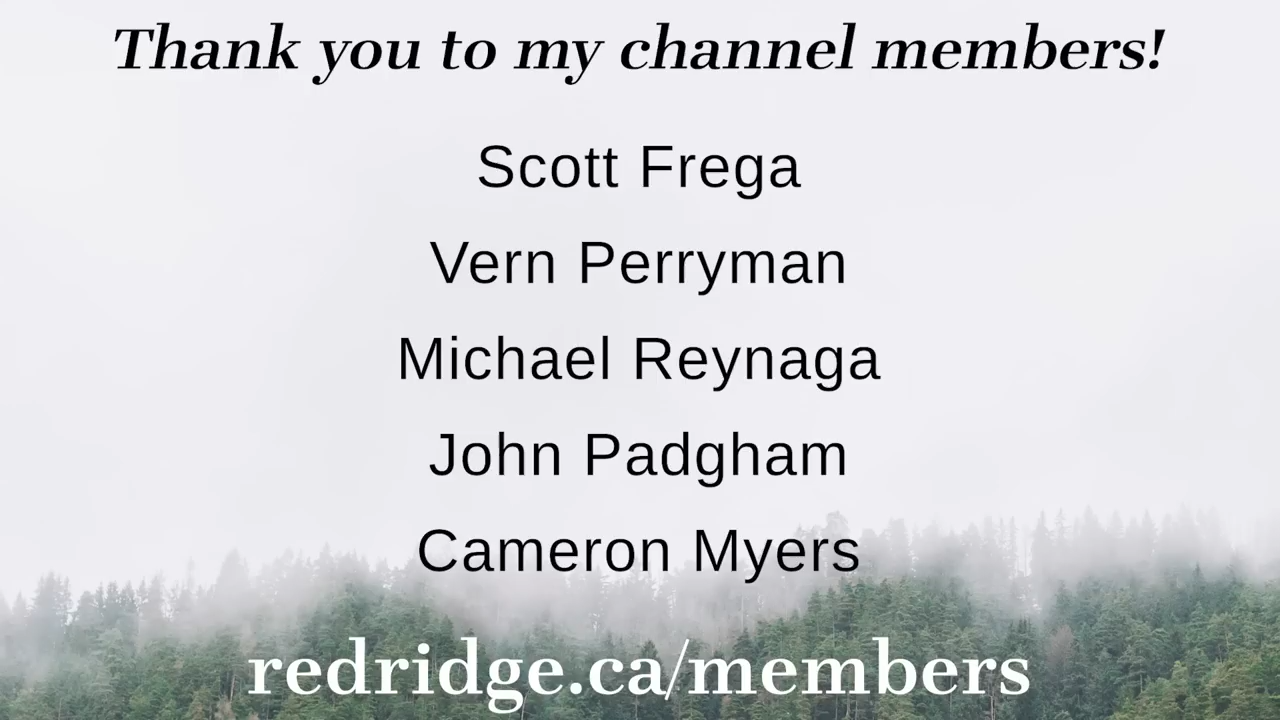 Thank you to my channel members!
Scott Frega
Vern Perryman
Michael Reynaga
John Padgham
Cameron Myers
redridge.ca/members